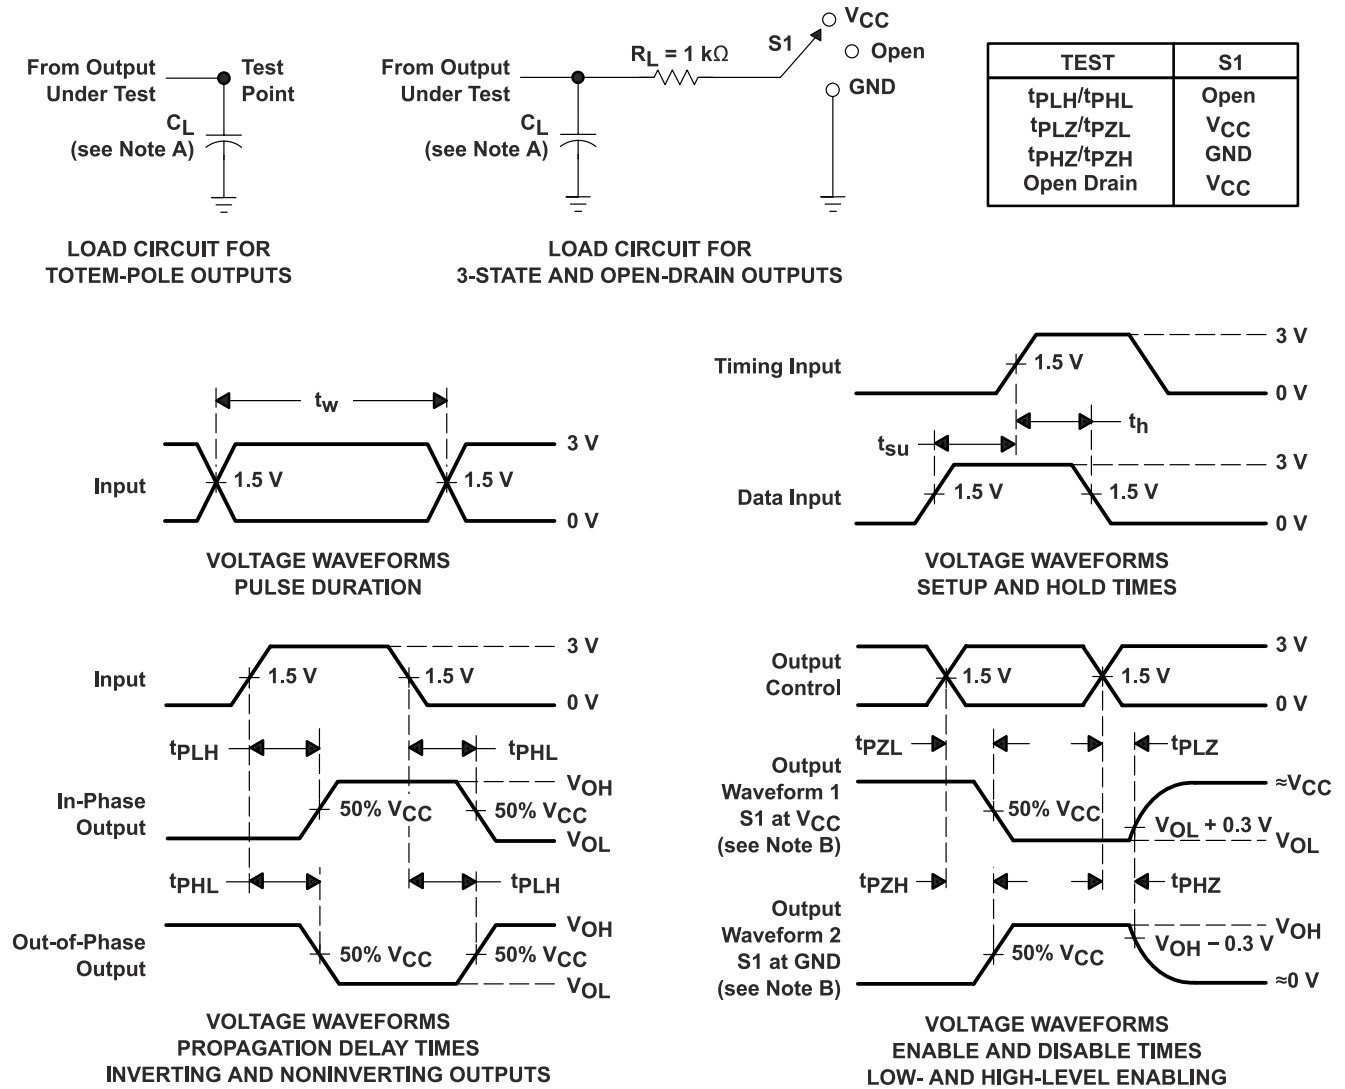 From Output
Under Test
Test
Point
CL
(see Note A)
LOAD CIRCUIT FOR
TOTEM-POLE OUTPUTS
From Output
Under Test
RL = 1 kΩ
S1
VCC
Open
GND
CL
(see Note A)
LOAD CIRCUIT FOR
3-STATE AND OPEN-DRAIN OUTPUTS
TEST S1
tPLH/tPHL Open
tPLZ/tPZL VCC
tPHZ/tPZH GND
Open Drain VCC
tw
3 V
Input
1.5 V 1.5 V
0 V
VOLTAGE WAVEFORMS
PULSE DURATION
3 V
Timing Input
1.5 V
0 V
th
tsu
3 V
Data Input
1.5 V 1.5 V
0 V
VOLTAGE WAVEFORMS
SETUP AND HOLD TIMES
3 V
Input
1.5 V 1.5 V
0 V
tPLH tPHL
VOH
In-Phase
Output
50% VCC 50% VCC
VOL
tPHL tPLH
VOH
Out-of-Phase
Output
50% VCC 50% VCC
VOL
VOLTAGE WAVEFORMS
PROPAGATION DELAY TIMES
INVERTING AND NONINVERTING OUTPUTS
3 V
Output
Control
1.5 V 1.5 V
0 V
tPZL tPLZ
Output
Waveform 1
S1 at VCC
(see Note B)
≈VCC
50% VCC
VOL + 0.3 V
VOL
tPZH tPHZ
Output
Waveform 2
S1 at GND
(see Note B)
VOH
VOH − 0.3 V
50% VCC
≈0 V
VOLTAGE WAVEFORMS
ENABLE AND DISABLE TIMES
LOW- AND HIGH-LEVEL ENABLING